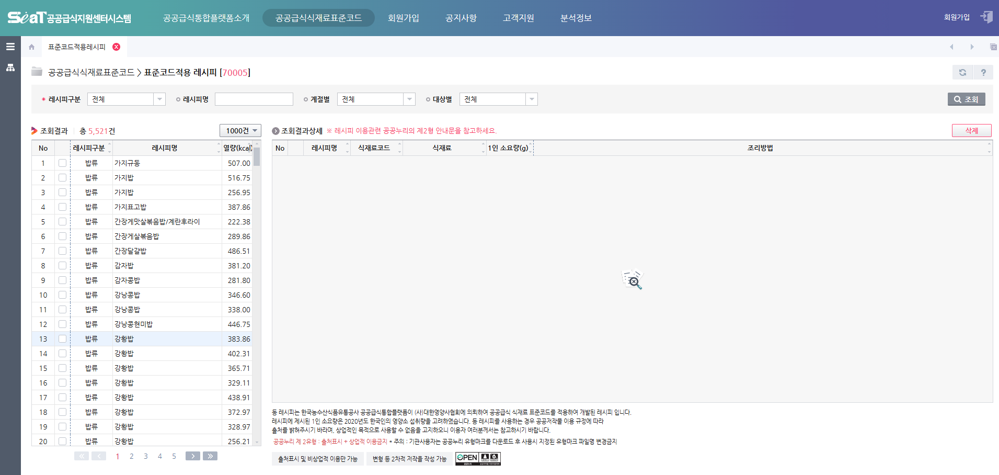 SeaT 공공급식지원센터시스템 공공급식통합플랫폼소개 공공급식식재료표준코드 회원가입 공지사항 고객지원 분석정보 회원가입
표준코드적용레시피
공공급식식재료표준코드 > 표준코드적용 레시피 [70005] ?
* 레시피구분 전체 레시피명 계절별 전체 대상별 전체 조회
조회결과 총 5,521건 1000건
No 레시피구분 레시피명 열량(kcal)
1 밥류 가지규동 507.00
2 밥류 가지밥 516.75
3 밥류 가지밥 256.95
4 밥류 가지표고밥 387.86
5 밥류 간장게맛살볶음밥/계란후라이 222.38
6 밥류 간장게살볶음밥 289.86
7 밥류 간장달걀밥 486.51
8 밥류 감자밥 381.20
9 밥류 감자콩밥 281.80
10 밥류 강낭콩밥 346.60
11 밥류 강낭콩밥 338.00
12 밥류 강낭콩현미밥 446.75
13 밥류 강황밥 383.86
14 밥류 강황밥 402.31
15 밥류 강황밥 365.71
16 밥류 강황밥 329.11
17 밥류 강황밥 438.91
18 밥류 강황밥 372.97
19 밥류 강황밥 328.97
20 밥류 강황밥 256.21
1 2 3 4 5
조회결과상세 ※ 레시피 이용관련 공공누리의 제2형 안내문을 참고하세요. 삭제
No 레시피명 식재료코드 식재료 1인 소요량(g) 조리방법
동 레시피는 한국농수산식품유통공사 공공급식통합플랫폼이 (사)대한영양사협회에 의뢰하여 공공급식 식재료 표준코드를 적용하여 개발된 레시피 입니다.
레시피에 제시된 1인 소요량은 2020년도 한국인의 영양소 섭취량을 고려하였습니다. 동 레시피를 사용하는 경우 공공저작물 이용 규정에 따라
출처를 밝혀주시기 바라며, 상업적인 목적으로 사용할 수 없음을 고지하오니 이용자 여러분께서는 참고하시기 바랍니다.
공공누리 제 2유형 : 출처표시 + 상업적 이용금지 * 주의 : 기관사용자는 공공누리 유형마크를 다운로드 후 사용시 지정된 유형마크 파일명 변경금지
출처표시 및 비상업적 이용만 가능 변형 등 2차적 저작물 작성 가능 OPEN
공공누리